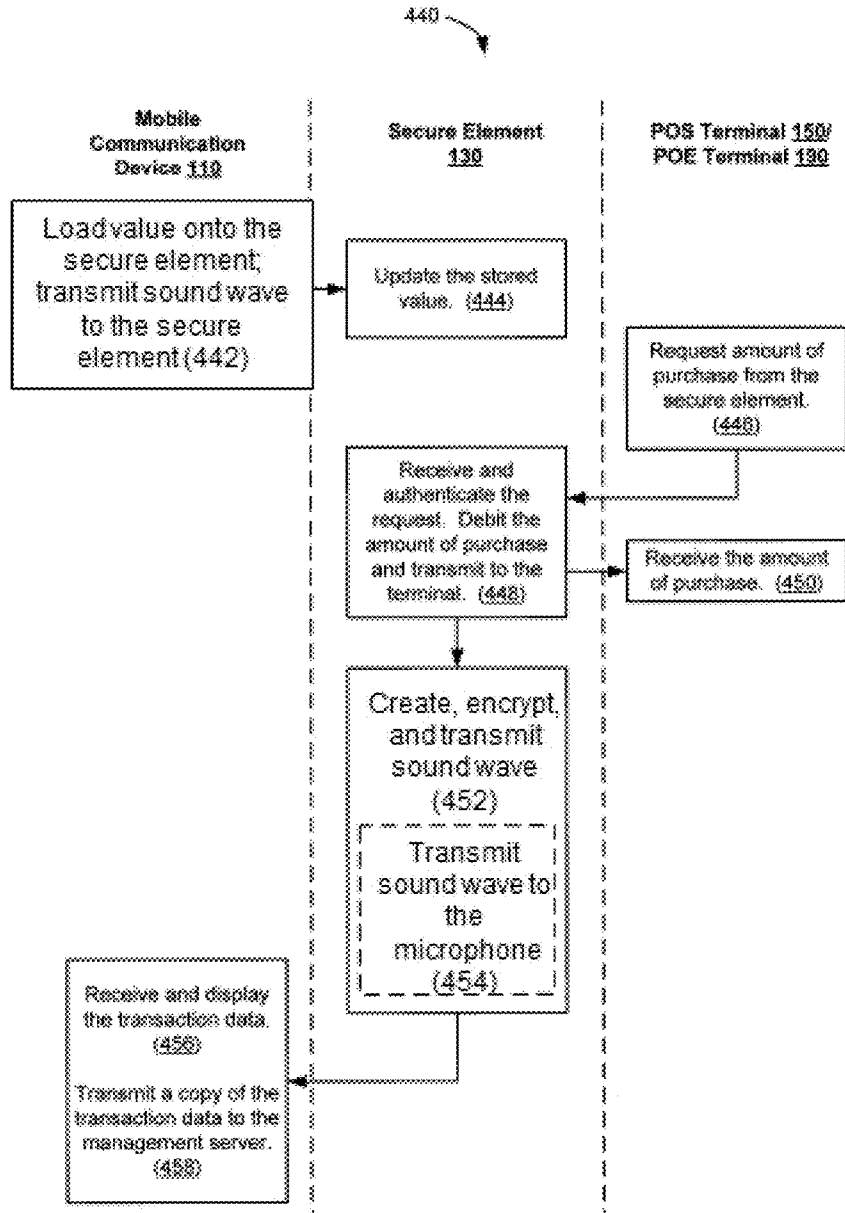 440
Mobile
Communication
Device 110
Secure Element
130
POS Terminal 150/
POE Terminal 190
Load value onto the
secure element;
transmit sound wave
to the secure
element (442)
Update the stored
value. (444)
Request amount of
purchase from the
secure element.
(446)
Receive and
authenticate the
request. Debit the
amount of purchase
and transmit to the
terminal. (448)
Receive the amount
of purchase. (450)
Create, encrypt,
and transmit
sound wave
(452)
Transmit
sound wave to
the
microphone
(454)
Receive and display
the transaction data.
(456)
Transmit a copy of the
transaction data to the
management server.
(458)